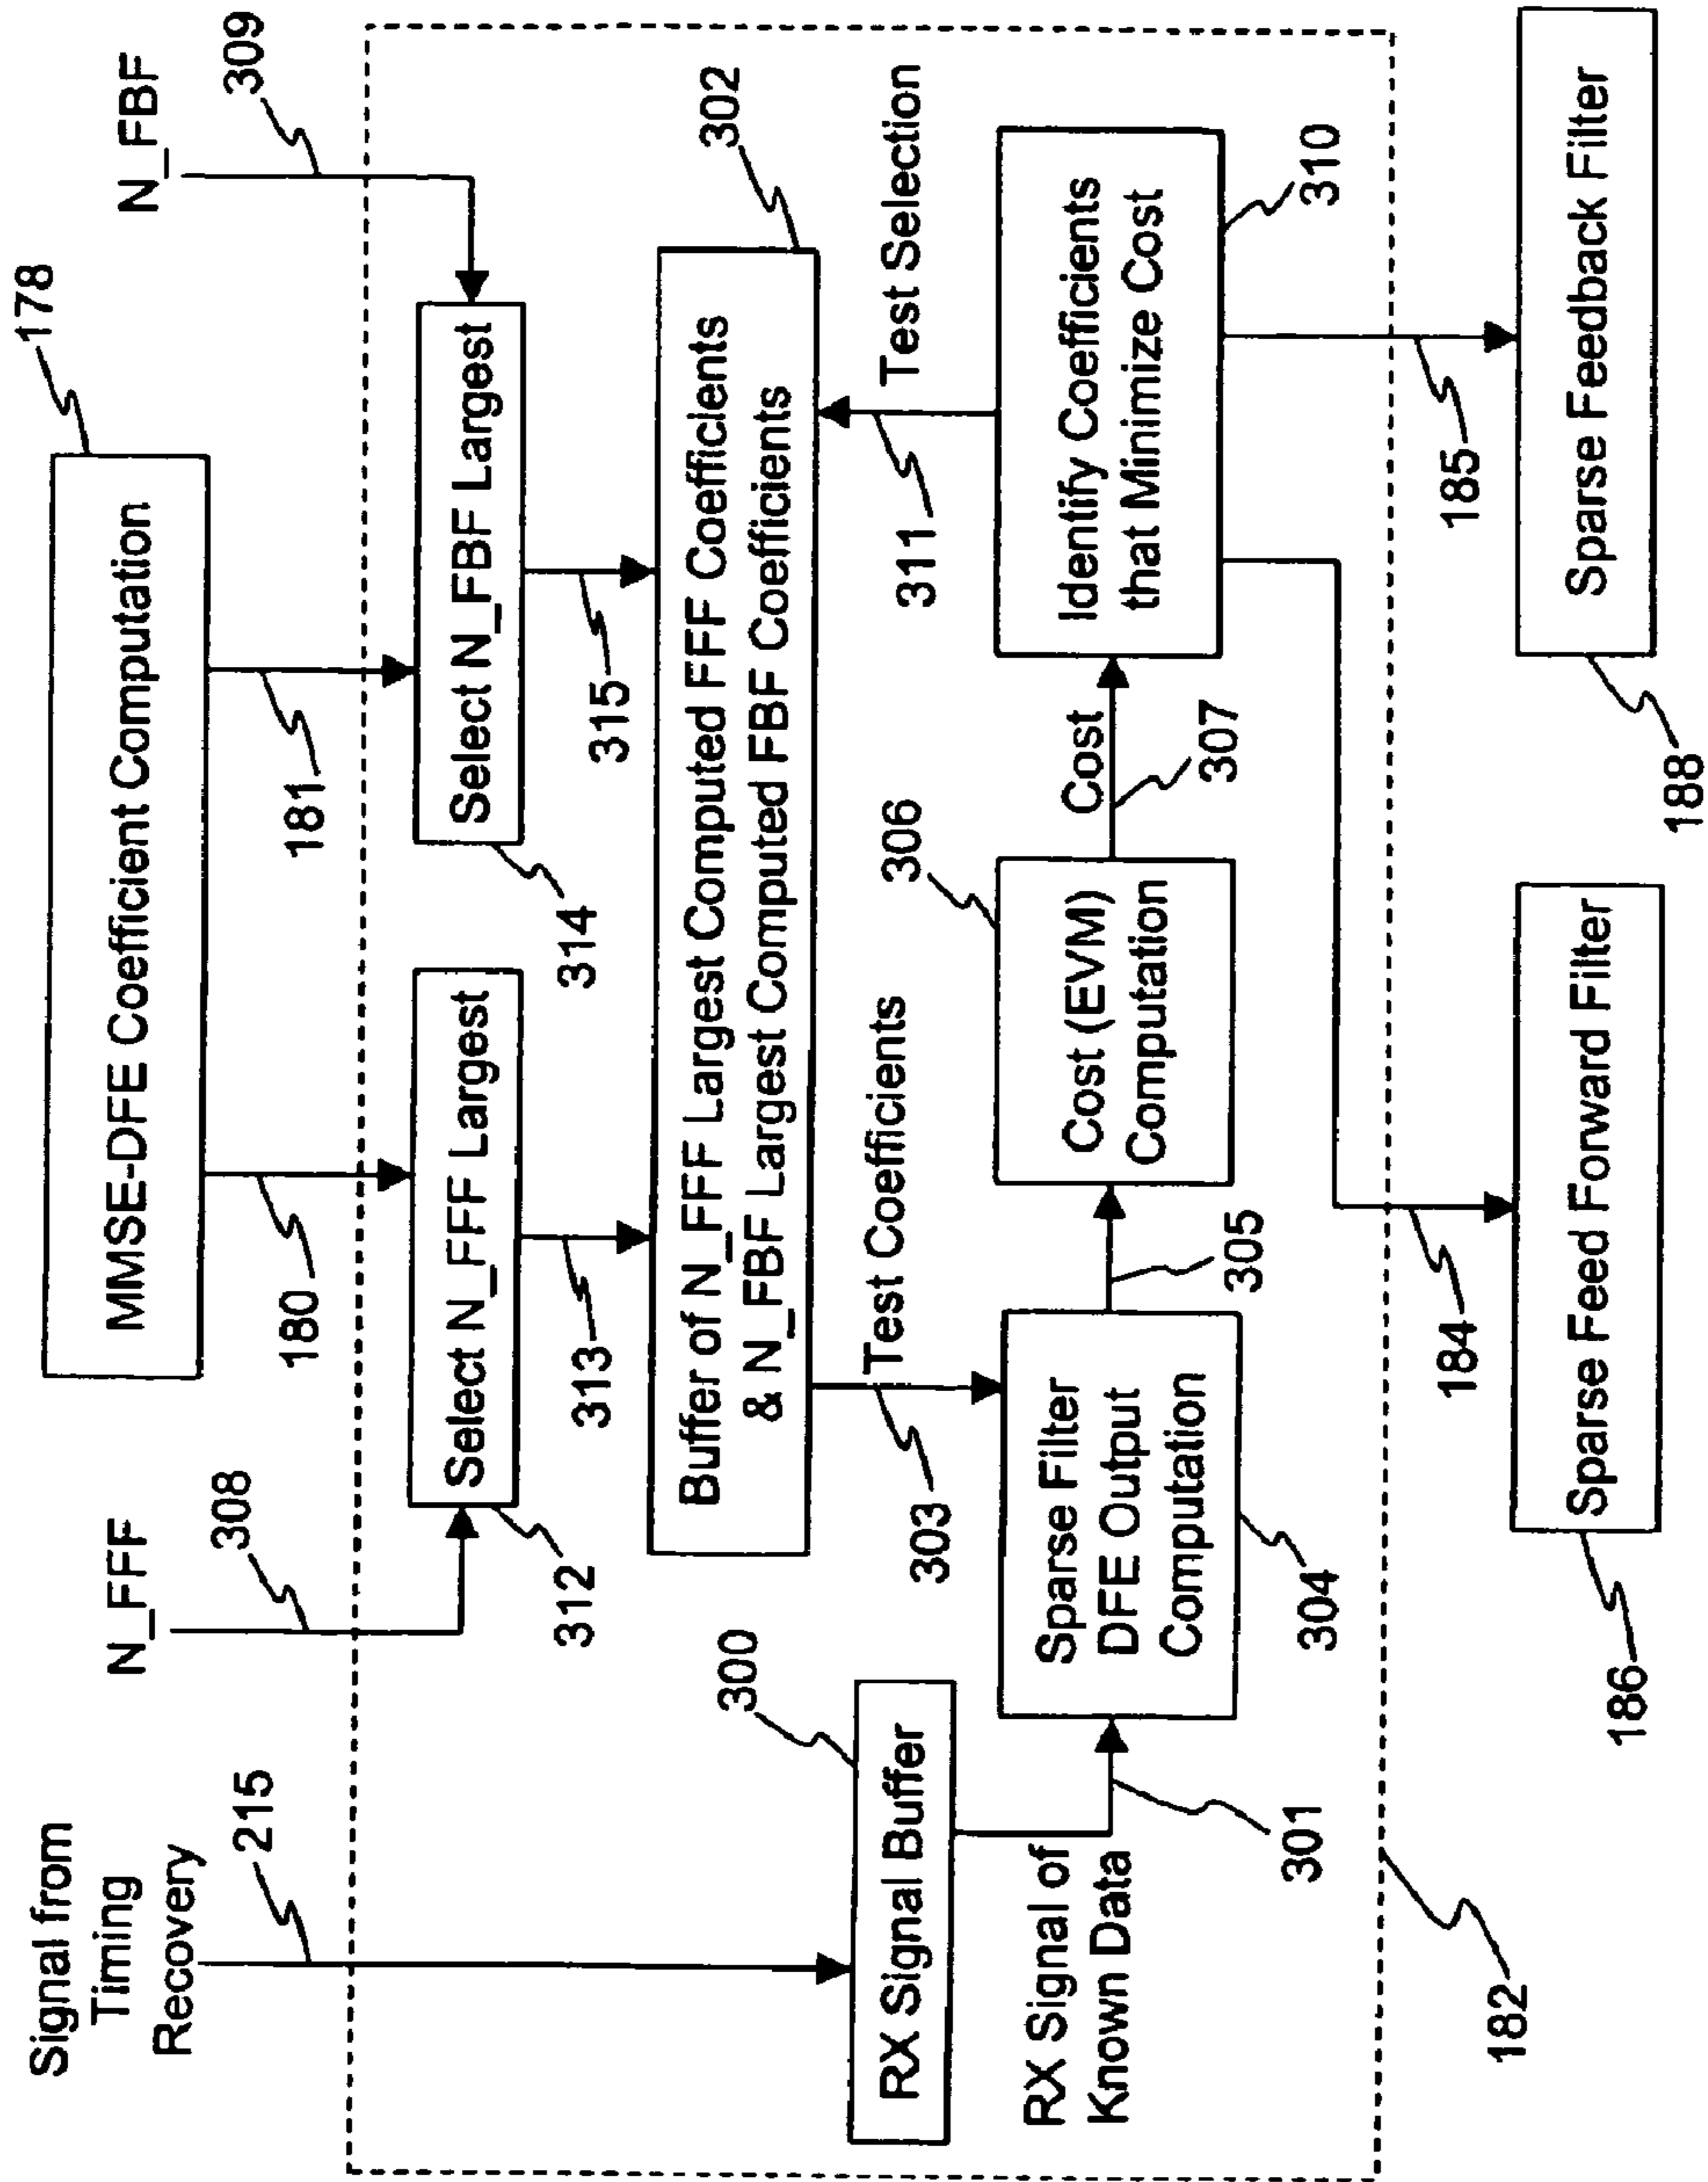 Signal from
Timing
Recovery
215
N_FFF
308
MMSE-DFE Coefficient Computation
178
N_FBF
309
180
181
Select N_FFF Largest
312
Select N_FBF Largest
314
313
315
Buffer of N_FFF Largest Computed FFF Coefficients
& N_FBF Largest Computed FBF Coefficients
302
RX Signal Buffer
300
303
Test Coefficients
311
Test Selection
RX Signal of
Known Data
301
Sparse Filter
DFE Output
Computation
304
305
Cost (EVM)
Computation
306
Cost
307
Identify Coefficients
that Minimize Cost
310
182
184
185
Sparse Feed Forward Filter
186
Sparse Feedback Filter
188